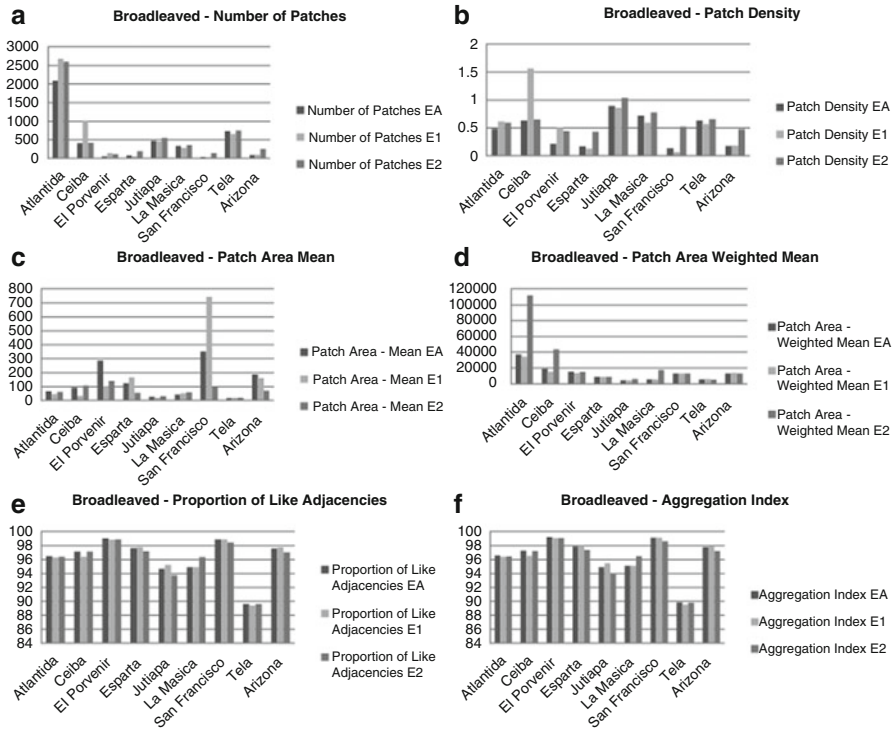 a
Broadleaved - Number of Patches
3000
2500
2000
1500
1000
500
0
Atlantida
Ceiba
El Porvenir
Esparta
Jutiapa
La Masica
San Francisco
Tela
Arizona
Number of Patches EA
Number of Patches E1
Number of Patches E2
b
Broadleaved - Patch Density
2
1.5
1
0.5
0
Atlantida
Ceiba
El Porvenir
Esparta
Jutiapa
La Masica
San Francisco
Tela
Arizona
Patch Density EA
Patch Density E1
Patch Density E2
c
Broadleaved - Patch Area Mean
800
700
600
500
400
300
200
100
0
Atlantida
Ceiba
El Porvenir
Esparta
Jutiapa
La Masica
San Francisco
Tela
Arizona
Patch Area - Mean EA
Patch Area - Mean E1
Patch Area - Mean E2
d
Broadleaved - Patch Area Weighted Mean
120000
100000
80000
60000
40000
20000
0
Atlantida
Ceiba
El Porvenir
Esparta
Jutiapa
La Masica
San Francisco
Tela
Arizona
Patch Area -
Weighted Mean EA
Patch Area -
Weighted Mean E1
Patch Area -
Weighted Mean E2
e
Broadleaved - Proportion of Like Adjacencies
100
98
96
94
92
90
88
86
84
Atlantida
Ceiba
El Porvenir
Esparta
Jutiapa
La Masica
San Francisco
Tela
Arizona
Proportion of Like
Adjacencies EA
Proportion of Like
Adjacencies E1
Proportion of Like
Adjacencies E2
f
Broadleaved - Aggregation Index
100
98
96
94
92
90
88
86
84
Atlantida
Ceiba
El Porvenir
Esparta
Jutiapa
La Masica
San Francisco
Tela
Arizona
Aggregation Index EA
Aggregation Index E1
Aggregation Index E2